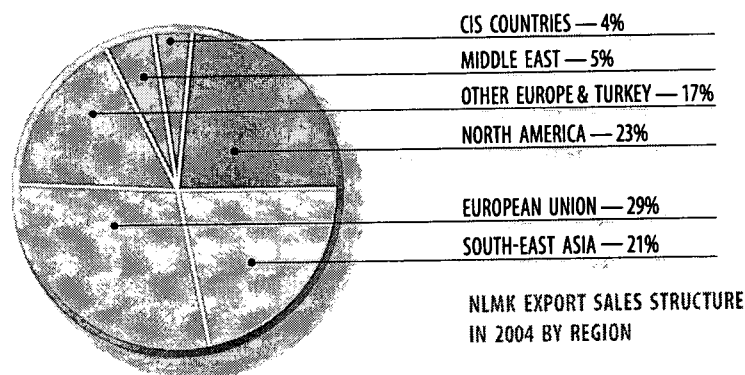 CIS COUNTRIES — 4%
MIDDLE EAST — 5%
OTHER EUROPE & TURKEY — 17%
NORTH AMERICA — 23%
EUROPEAN UNION — 29%
SOUTH-EAST ASIA — 21%
NLMK EXPORT SALES STRUCTURE
IN 2004 BY REGION